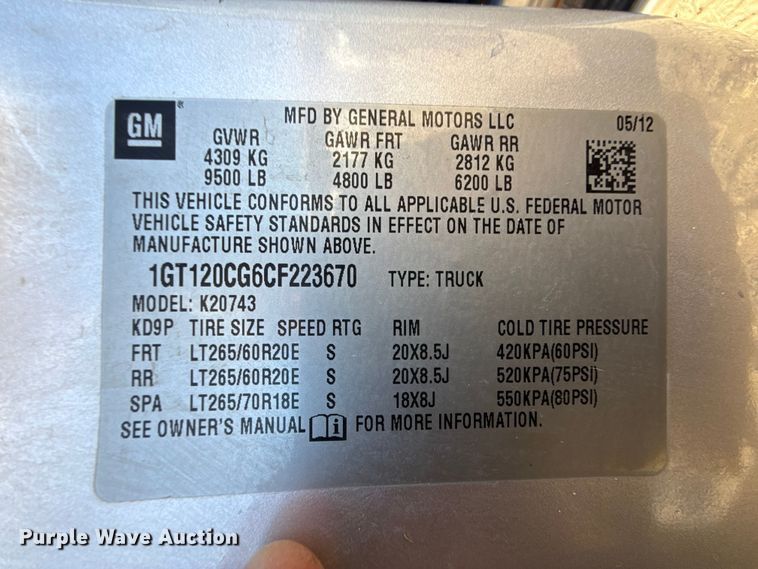 GM ®
MFD BY GENERAL MOTORS LLC 05/12
GVWR GAWR FRT GAWR RR
4309 KG 2177 KG 2812 KG
9500 LB 4800 LB 6200 LB
THIS VEHICLE CONFORMS TO ALL APPLICABLE U.S. FEDERAL MOTOR
VEHICLE SAFETY STANDARDS IN EFFECT ON THE DATE OF
MANUFACTURE SHOWN ABOVE.
1GT120CG6CF223670 TYPE: TRUCK
MODEL: K20743
KD9P TIRE SIZE SPEED RTG RIM COLD TIRE PRESSURE
FRT LT265/60R20E S 20X8.5J 420KPA(60PSI)
RR LT265/60R20E S 20X8.5J 520KPA(75PSI)
SPA LT265/70R18E S 18X8J 550KPA(80PSI)
SEE OWNER'S MANUAL i FOR MORE INFORMATION.
Purple Wave Auction